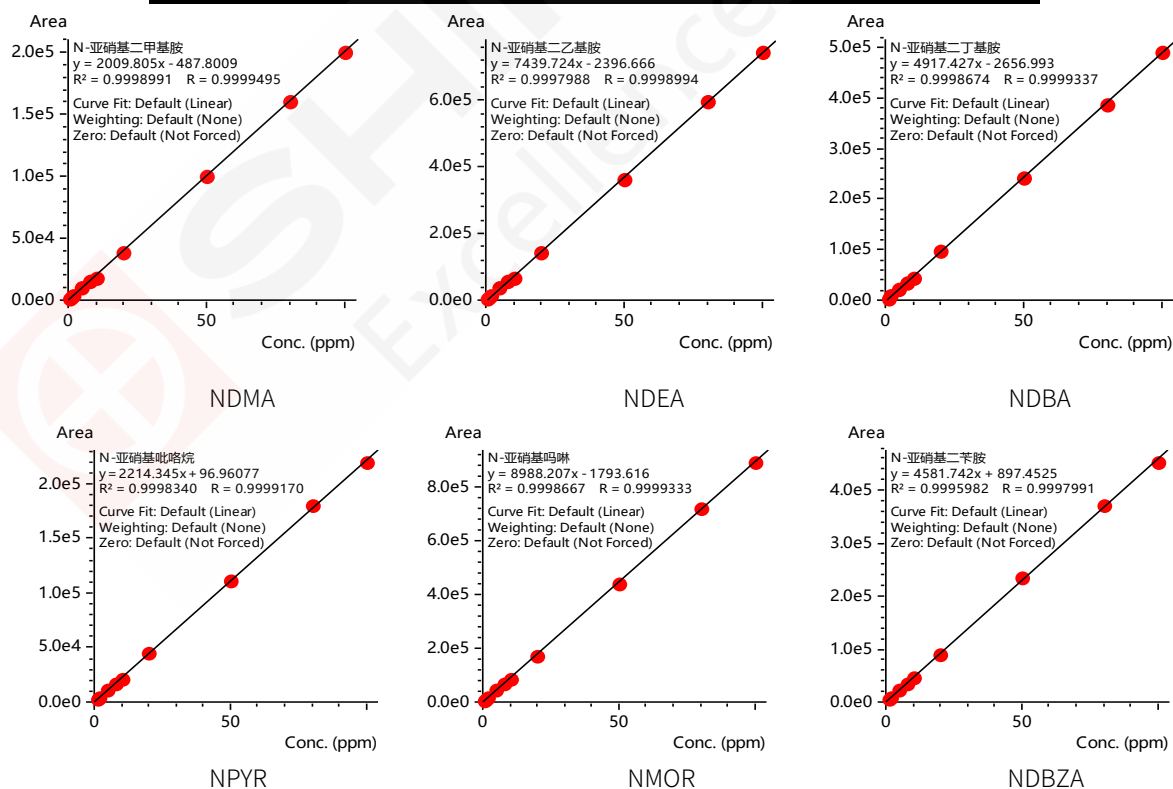 Area
2.0e5
1.5e5
1.0e5
5.0e4
0.0e0
N-亚硝基二甲基胺
y = 2009.805x - 487.8009
R² = 0.9998991 R = 0.9999495
Curve Fit: Default (Linear)
Weighting: Default (None)
Zero: Default (Not Forced)
0
50
Conc. (ppm)
NDMA
Area
6.0e5
4.0e5
2.0e5
0.0e0
N-亚硝基二乙基胺
y = 7439.724x - 2396.666
R² = 0.9997988 R = 0.9998994
Curve Fit: Default (Linear)
Weighting: Default (None)
Zero: Default (Not Forced)
0
50
Conc. (ppm)
NDEA
Area
5.0e5
4.0e5
3.0e5
2.0e5
1.0e5
0.0e0
N-亚硝基二丁基胺
y = 4917.427x - 2656.993
R² = 0.9998674 R = 0.9999337
Curve Fit: Default (Linear)
Weighting: Default (None)
Zero: Default (Not Forced)
0
50
Conc. (ppm)
NDBA
Area
2.0e5
1.5e5
1.0e5
5.0e4
0.0e0
N-亚硝基吡咯烷
y = 2214.345x + 96.96077
R² = 0.9998340 R = 0.9999170
Curve Fit: Default (Linear)
Weighting: Default (None)
Zero: Default (Not Forced)
0
50
Conc. (ppm)
NPYR
Area
8.0e5
6.0e5
4.0e5
2.0e5
0.0e0
N-亚硝基吗啉
y = 8988.207x - 1793.616
R² = 0.9998667 R = 0.9999333
Curve Fit: Default (Linear)
Weighting: Default (None)
Zero: Default (Not Forced)
0
50
Conc. (ppm)
NMOR
Area
4.0e5
3.0e5
2.0e5
1.0e5
0.0e0
N-亚硝基二苄胺
y = 4581.742x + 897.4525
R² = 0.9995982 R = 0.9997991
Curve Fit: Default (Linear)
Weighting: Default (None)
Zero: Default (Not Forced)
0
50
Conc. (ppm)
NDBZA